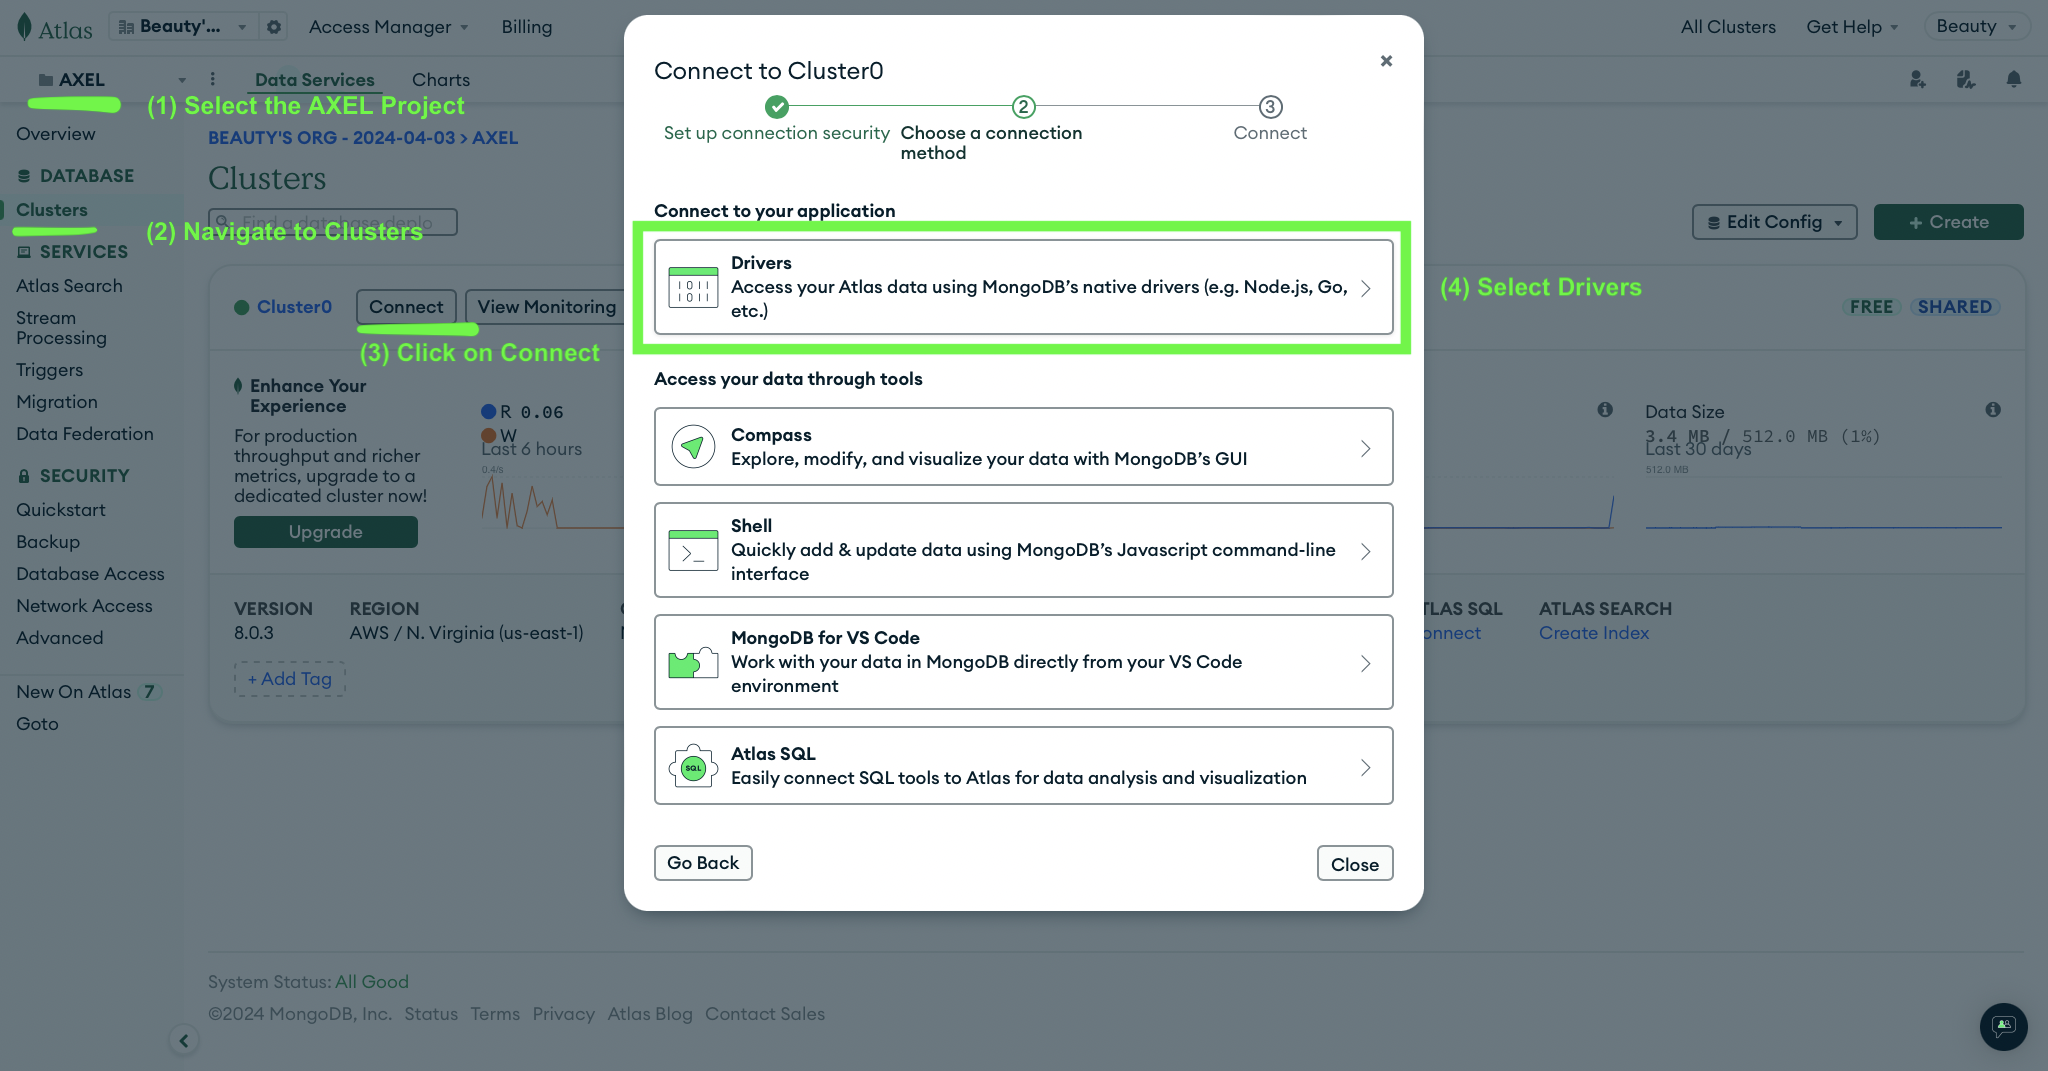 Atlas
Beauty'...
Access Manager
Billing
All Clusters
Get Help
Beauty
AXEL
Data Services
Charts
(1) Select the AXEL Project
Overview
DATABASE
Clusters
SERVICES
Atlas Search
Stream
Processing
Triggers
Migration
Data Federation
SECURITY
Quickstart
Backup
Database Access
Network Access
Advanced
New On Atlas 7
Goto
BEAUTY'S ORG - 2024-04-03 > AXEL
Clusters
Find a database deplo
(2) Navigate to Clusters
Edit Config
+ Create
Cluster0
Connect
View Monitoring
(3) Click on Connect
FREE
SHARED
Enhance Your
Experience
For production
throughput and richer
metrics, upgrade to a
dedicated cluster now!
Upgrade
R 0.06
W
Last 6 hours
0.4/s
Data Size
3.4 MB / 512.0 MB (1%)
Last 30 days
512.0 MB
VERSION
8.0.3
REGION
AWS / N. Virginia (us-east-1)
TLAS SQL
onnect
ATLAS SEARCH
Create Index
+ Add Tag
Connect to Cluster0
Set up connection security
2
Choose a connection
method
3
Connect
Connect to your application
1011
1011
Drivers
Access your Atlas data using MongoDB’s native drivers (e.g. Node.js, Go,
etc.)
(4) Select Drivers
Access your data through tools
Compass
Explore, modify, and visualize your data with MongoDB’s GUI
Shell
Quickly add & update data using MongoDB’s Javascript command-line
interface
MongoDB for VS Code
Work with your data in MongoDB directly from your VS Code
environment
SQL
Atlas SQL
Easily connect SQL tools to Atlas for data analysis and visualization
Go Back
Close
System Status: All Good
©2024 MongoDB, Inc. Status Terms Privacy Atlas Blog Contact Sales